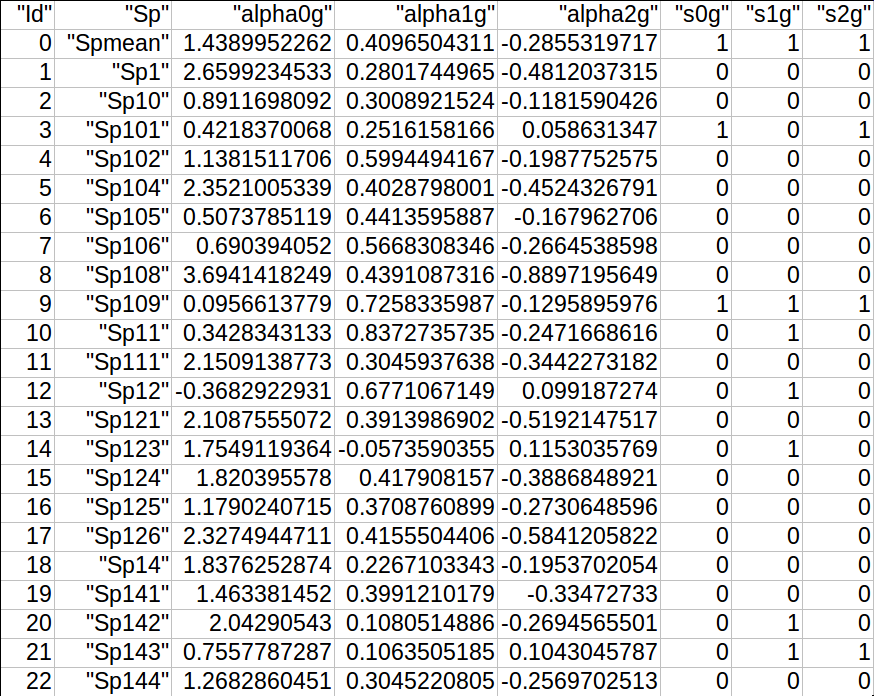 "Id" "Sp" "alpha0g" "alpha1g" "alpha2g" "s0g" "s1g" "s2g"
0 "Spmean" 1.4389952262 0.4096504311 -0.2855319717 1 1 1
1 "Sp1" 2.6599234533 0.2801744965 -0.4812037315 0 0 0
2 "Sp10" 0.8911698092 0.3008921524 -0.1181590426 0 0 0
3 "Sp101" 0.4218370068 0.2516158166 0.058631347 1 0 1
4 "Sp102" 1.1381511706 0.5994494167 -0.1987752575 0 0 0
5 "Sp104" 2.3521005339 0.4028798001 -0.4524326791 0 0 0
6 "Sp105" 0.5073785119 0.4413595887 -0.167962706 0 0 0
7 "Sp106" 0.690394052 0.5668308346 -0.2664538598 0 0 0
8 "Sp108" 3.6941418249 0.4391087316 -0.8897195649 0 0 0
9 "Sp109" 0.0956613779 0.7258335987 -0.1295895976 1 1 1
10 "Sp11" 0.3428343133 0.8372735735 -0.2471668616 0 1 0
11 "Sp111" 2.1509138773 0.3045937638 -0.3442273182 0 0 0
12 "Sp12" -0.3682922931 0.6771067149 0.099187274 0 1 0
13 "Sp121" 2.1087555072 0.3913986902 -0.5192147517 0 0 0
14 "Sp123" 1.7549119364 -0.0573590355 0.1153035769 0 1 0
15 "Sp124" 1.820395578 0.417908157 -0.3886848921 0 0 0
16 "Sp125" 1.1790240715 0.3708760899 -0.2730648596 0 0 0
17 "Sp126" 2.3274944711 0.4155504406 -0.5841205822 0 0 0
18 "Sp14" 1.8376252874 0.2267103343 -0.1953702054 0 0 0
19 "Sp141" 1.463381452 0.3991210179 -0.33472733 0 0 0
20 "Sp142" 2.04290543 0.1080514886 -0.2694565501 0 1 0
21 "Sp143" 0.7557787287 0.1063505185 0.1043045787 0 1 1
22 "Sp144" 1.2682860451 0.3045220805 -0.2569702513 0 0 0